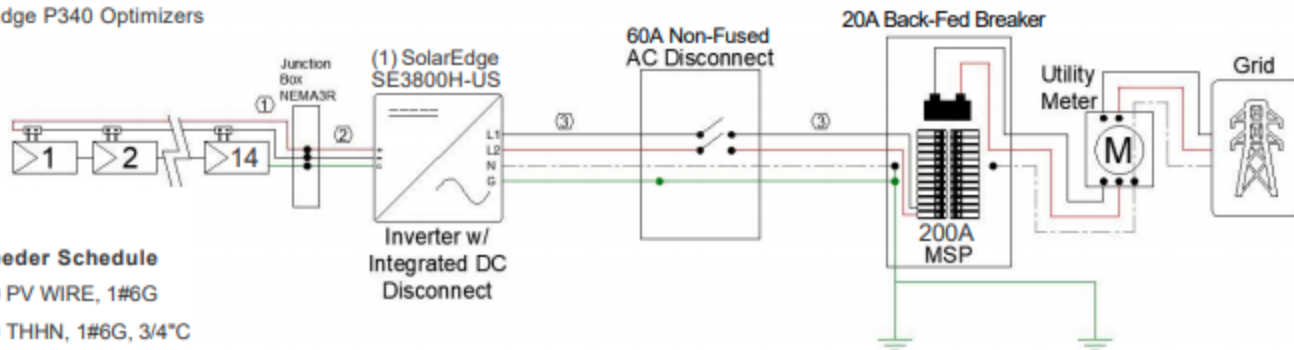 dge P340 Optimizers
20A Back-Fed Breaker
60A Non-Fused
AC Disconnect
(1) SolarEdge
SE3800H-US
Junction
Box
NEMA3R
Utility
Meter
Grid
1
2
3
3
L1
L2
N
G
1
2
14
M
200A
MSP
Inverter w/
Integrated DC
Disconnect
eder Schedule
PV WIRE, 1#6G
THHN, 1#6G, 3/4"C